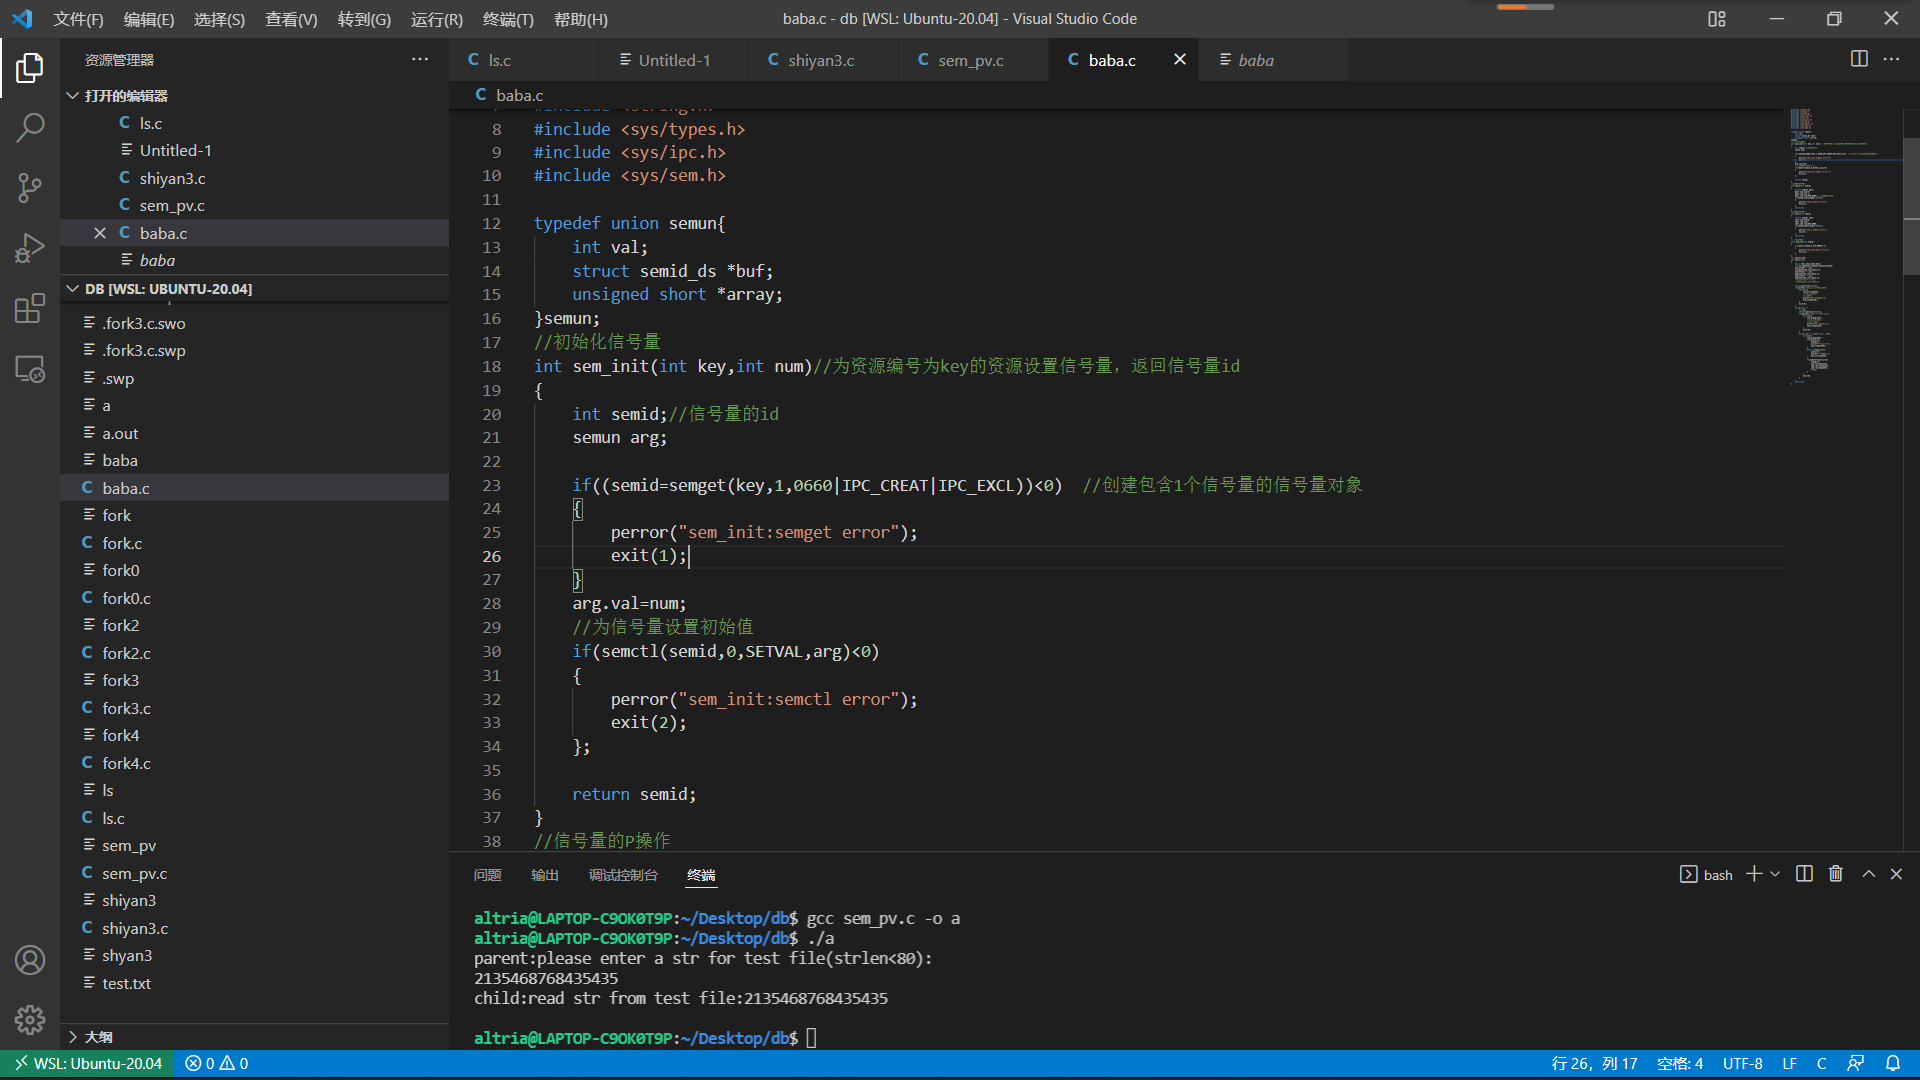 文件(F) 编辑(E) 选择(S) 查看(V) 转到(G) 运行(R) 终端(T) 帮助(H)
baba.c - db [WSL: Ubuntu-20.04] - Visual Studio Code
资源管理器
打开的编辑器
C ls.c
Untitled-1
C shiyan3.c
C sem_pv.c
C baba.c
baba
DB [WSL: UBUNTU-20.04]
.fork3.c.swo
.fork3.c.swp
.swp
a
a.out
baba
C baba.c
fork
C fork.c
fork0
C fork0.c
fork2
C fork2.c
fork3
C fork3.c
fork4
C fork4.c
ls
C ls.c
sem_pv
C sem_pv.c
shiyan3
C shiyan3.c
shyan3
test.txt
大纲
C ls.c Untitled-1 C shiyan3.c C sem_pv.c C baba.c baba
C baba.c
#include <string.h>
8 #include <sys/types.h>
9 #include <sys/ipc.h>
10 #include <sys/sem.h>
11
12 typedef union semun{
13 int val;
14 struct semid_ds *buf;
15 unsigned short *array;
16 }semun;
17 //初始化信号量
18 int sem_init(int key,int num)//为资源编号为key的资源设置信号量，返回信号量id
19 {
20 int semid;//信号量的id
21 semun arg;
22
23 if((semid=semget(key,1,0660|IPC_CREAT|IPC_EXCL))<0) //创建包含1个信号量的信号量对象
24 {
25 perror("sem_init:semget error");
26 exit(1);
27 }
28 arg.val=num;
29 //为信号量设置初始值
30 if(semctl(semid,0,SETVAL,arg)<0)
31 {
32 perror("sem_init:semctl error");
33 exit(2);
34 };
35
36 return semid;
37 }
38 //信号量的P操作
问题 输出 调试控制台 终端
bash
altria@LAPTOP-C9OK0T9P:~/Desktop/db$ gcc sem_pv.c -o a
altria@LAPTOP-C9OK0T9P:~/Desktop/db$ ./a
parent:please enter a str for test file(strlen<80):
2135468768435435
child:read str from test file:2135468768435435
altria@LAPTOP-C9OK0T9P:~/Desktop/db$
WSL: Ubuntu-20.04 0 0
行 26，列 17 空格: 4 UTF-8 LF C